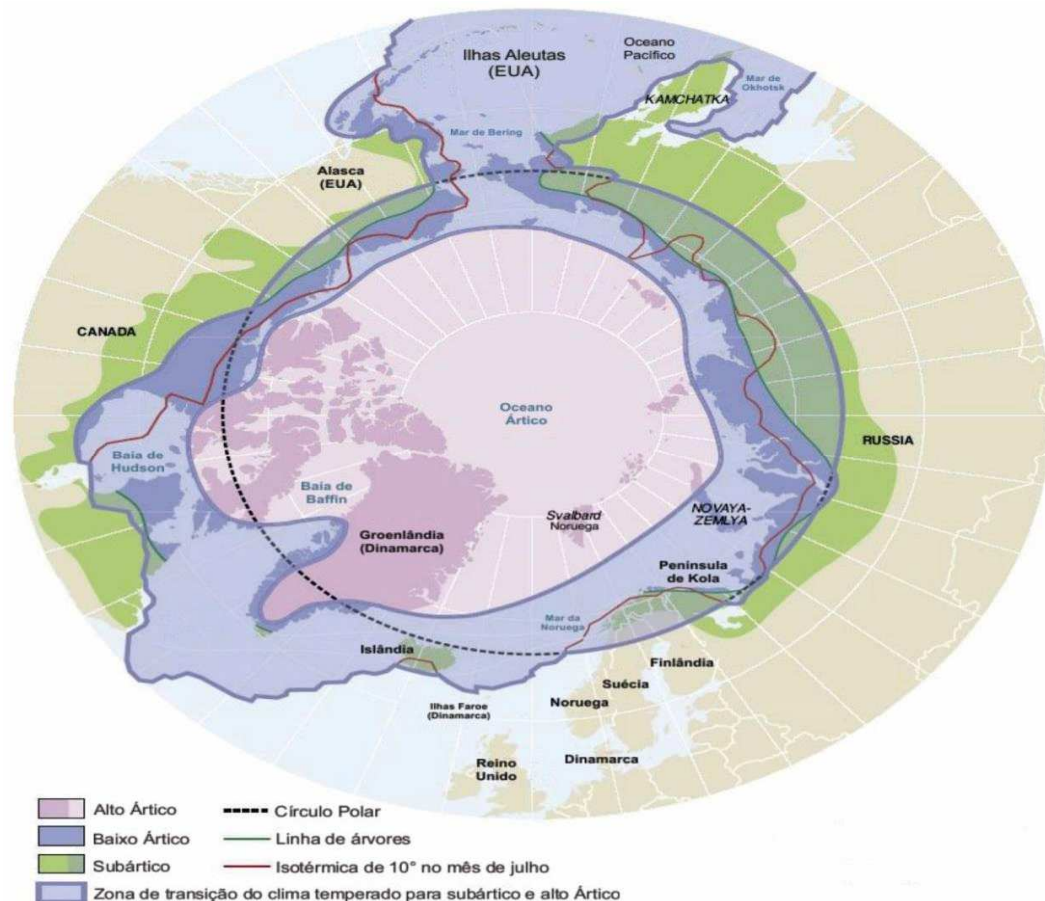 Ilhas Aleutas
(EUA)
Oceano
Pacífico
Mar de
Okhotsk
KAMCHATKA
Mar de Bering
Alasca
(EUA)
CANADA
Oceano
Ártico
RUSSIA
Baia de
Hudson
Baia de
Baffin
Svalbard
Noruega
NOVAYA-
ZEMLYA
Groenlândia
(Dinamarca)
Península
de Kola
Mar da
Noruega
Islândia
Finlândia
Suécia
Ilhas Faroe
(Dinamarca)
Noruega
Reino
Unido
Dinamarca
Alto Ártico
Círculo Polar
Baixo Ártico
Linha de árvores
Subártico
Isotérmica de 10° no mês de julho
Zona de transição do clima temperado para subártico e alto Ártico